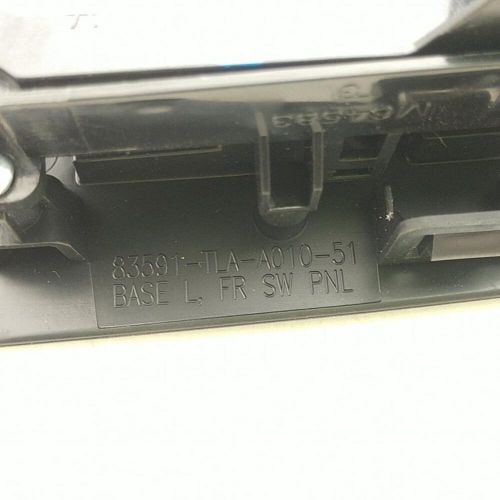 83591-TLA-A010-51
BASE L, FR SW PNL